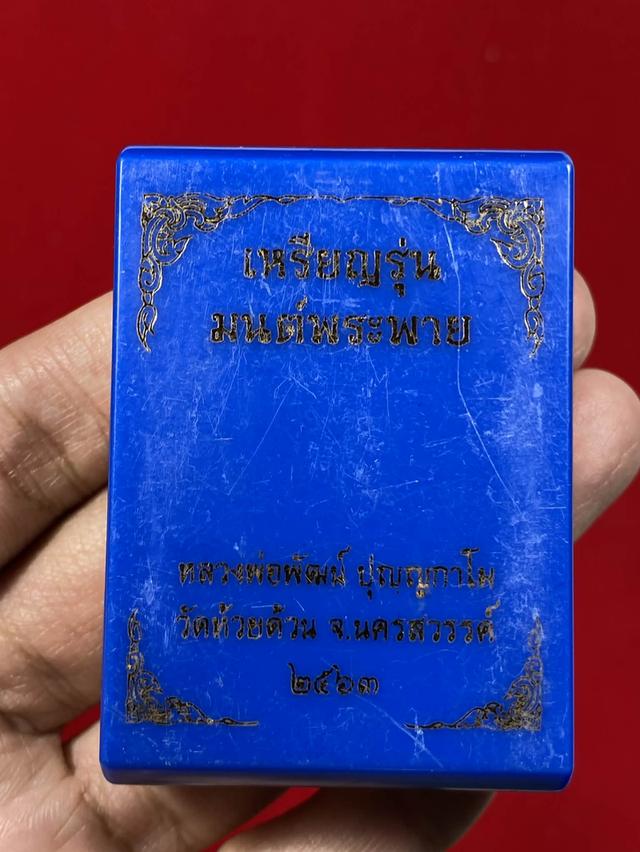 เหรียญรุ่น
มนต์พระพาย
หลวงพ่อพัฒน์ ปุญฺญกาโม
วัดห้วยด้วน จ.นครสวรรค์
๒๕๖๓